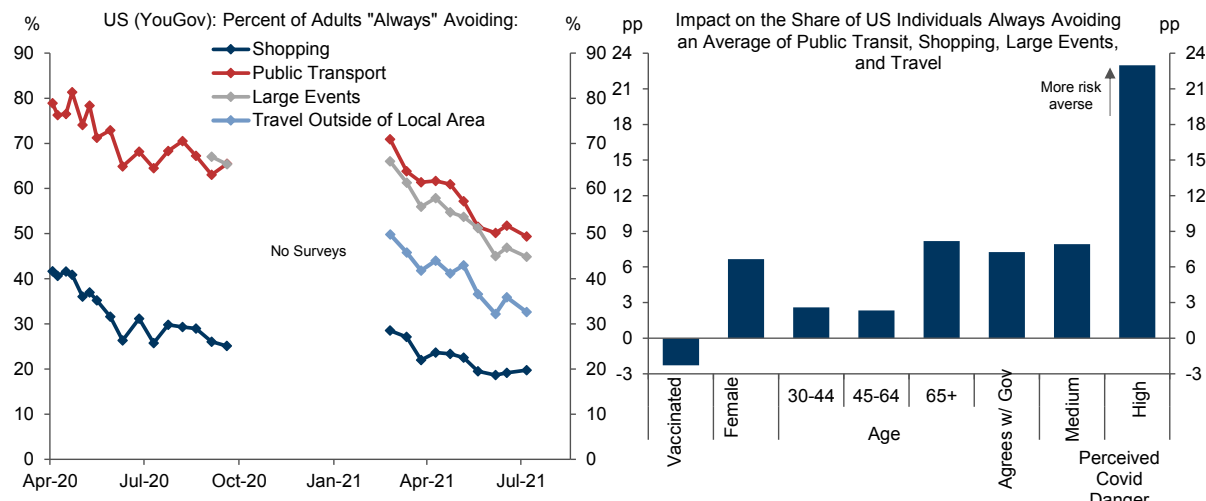 US (YouGov): Percent of Adults "Always" Avoiding:
%
%
Shopping
Public Transport
Large Events
Travel Outside of Local Area
90
80
70
60
50
40
30
20
10
0
90
80
70
60
50
40
30
20
10
0
No Surveys
Apr-20
Jul-20
Oct-20
Jan-21
Apr-21
Jul-21
Impact on the Share of US Individuals Always Avoiding
an Average of Public Transit, Shopping, Large Events,
and Travel
pp
pp
24
21
18
15
12
9
6
3
0
-3
24
21
18
15
12
9
6
3
0
-3
More risk
averse
Vaccinated
Female
30-44
45-64
65+
Age
Agrees w/ Gov
Medium
High
Perceived
Covid
Danger